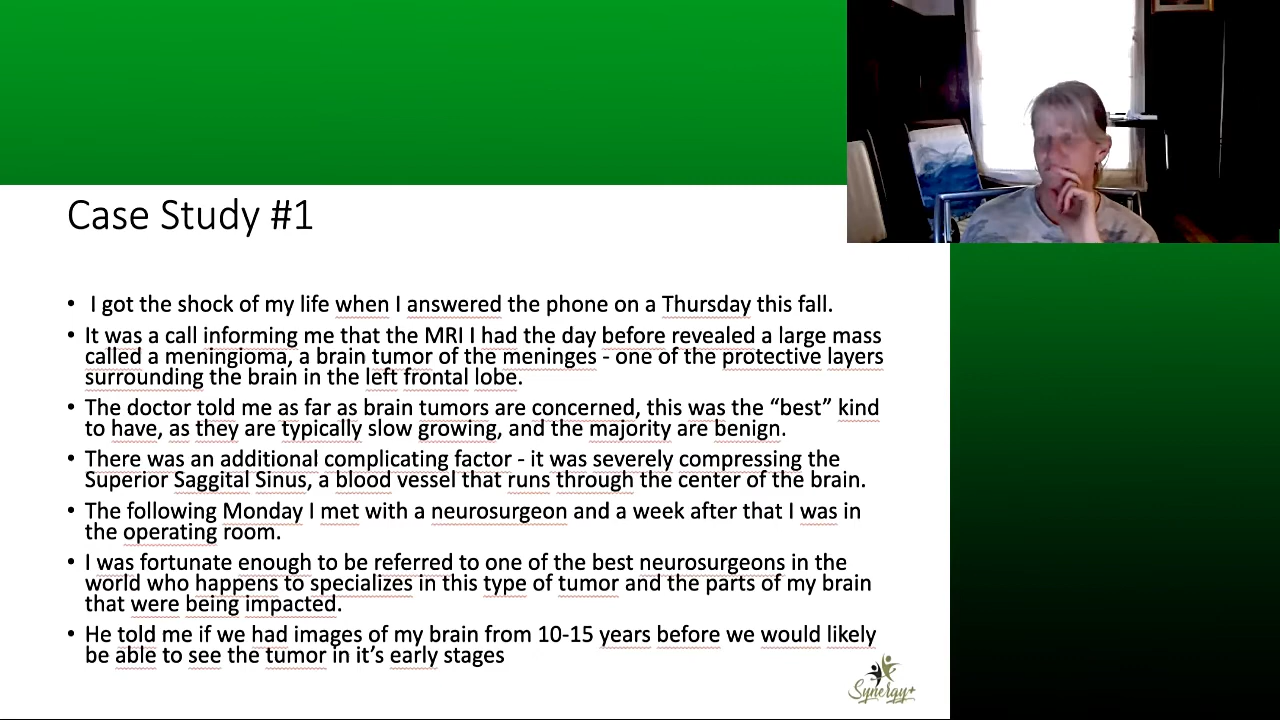 Case Study #1
• I got the shock of my life when I answered the phone on a Thursday this fall.
• It was a call informing me that the MRI I had the day before revealed a large mass
called a meningioma, a brain tumor of the meninges - one of the protective layers
surrounding the brain in the left frontal lobe.
• The doctor told me as far as brain tumors are concerned, this was the “best” kind
to have, as they are typically slow growing, and the majority are benign.
• There was an additional complicating factor - it was severely compressing the
Superior Saggital Sinus, a blood vessel that runs through the center of the brain.
• The following Monday I met with a neurosurgeon and a week after that I was in
the operating room.
• I was fortunate enough to be referred to one of the best neurosurgeons in the
world who happens to specializes in this type of tumor and the parts of my brain
that were being impacted.
• He told me if we had images of my brain from 10-15 years before we would likely
be able to see the tumor in it’s early stages
Synergy+